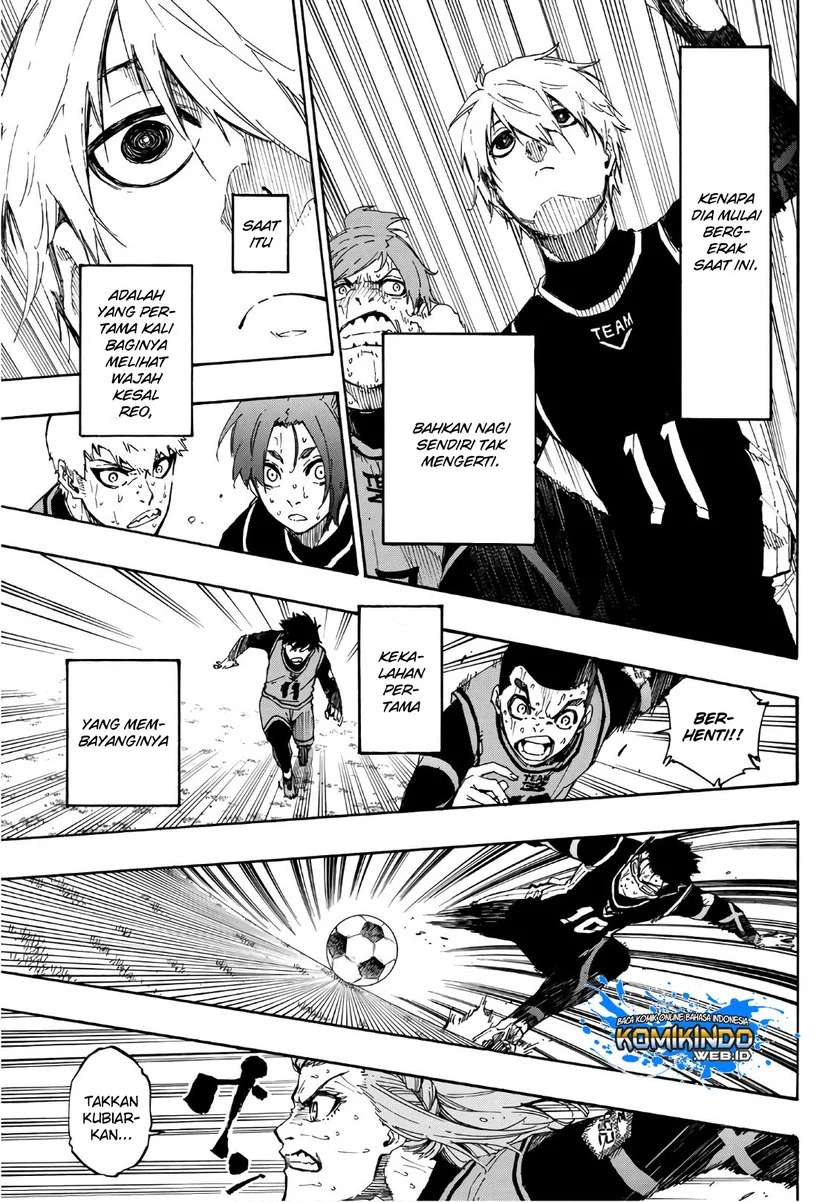 KENAPA
DIA MULAI
BERG-
ERAK
SAAT INI.
TEAM
11
BAHKAN NAGI
SENDIRI TAK
MENGERTI.
SAAT
ITU
ADALAH
YANG PER-
TAMA KALI
BAGINYA
MELIHAT
WAJAH
KESAL
REO,
BER-
HENTI!!
TEAM
KEKA-
LAHAN
PER-
TAMA
11
YANG MEM-
BAYANGINYA
10
BACA KOMIK ONLINE BAHASA INDONESIA
KOMIKINDO
WEB.ID
TAKKAN
KUBIAR-
KAN...